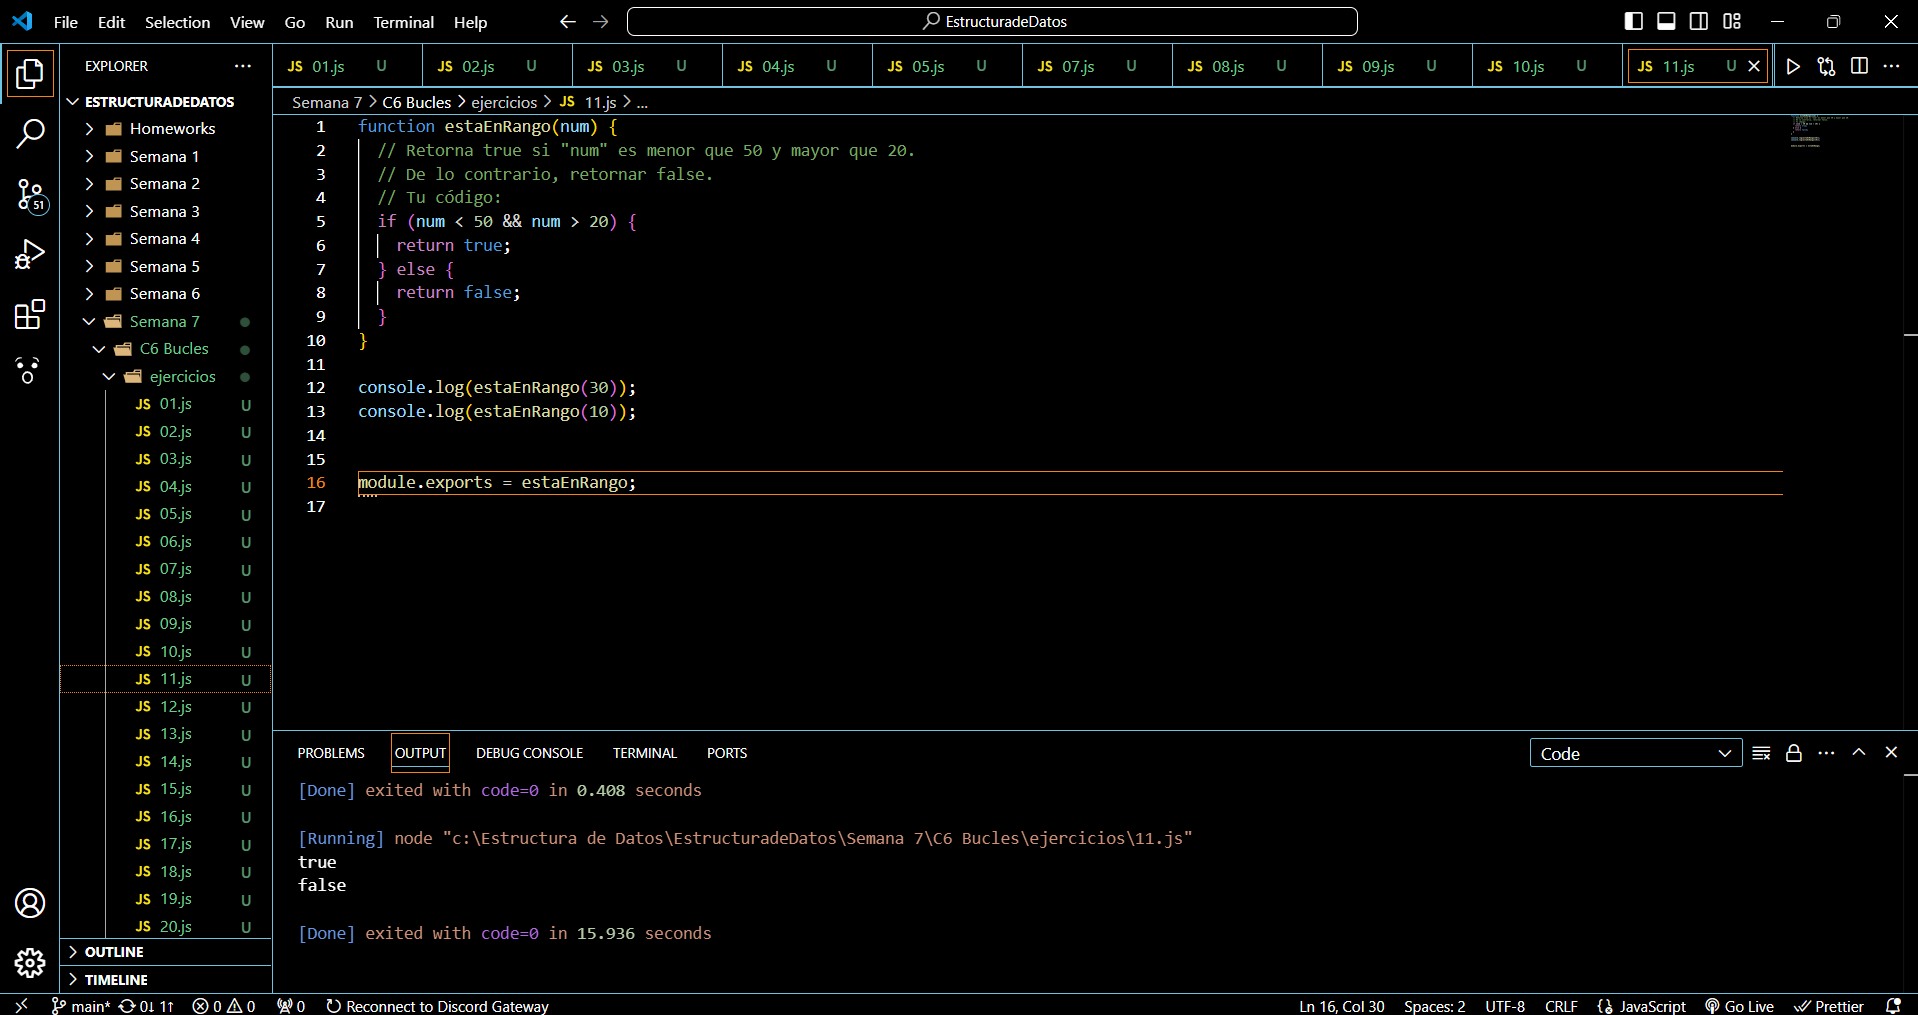 File Edit Selection View Go Run Terminal Help
EstructuradeDatos
EXPLORER
ESTRUCTURADEDATOS
Homeworks
Semana 1
Semana 2
Semana 3
Semana 4
Semana 5
Semana 6
Semana 7
C6 Bucles
ejercicios
JS 01.js U
JS 02.js U
JS 03.js U
JS 04.js U
JS 05.js U
JS 06.js U
JS 07.js U
JS 08.js U
JS 09.js U
JS 10.js U
JS 11.js U
JS 12.js U
JS 13.js U
JS 14.js U
JS 15.js U
JS 16.js U
JS 17.js U
JS 18.js U
JS 19.js U
JS 20.js U
OUTLINE
TIMELINE
51
JS 01.js U JS 02.js U JS 03.js U JS 04.js U JS 05.js U JS 07.js U JS 08.js U JS 09.js U JS 10.js U JS 11.js U
Semana 7 > C6 Bucles > ejercicios > JS 11.js > ...
1 function estaEnRango(num) {
2 // Retorna true si "num" es menor que 50 y mayor que 20.
3 // De lo contrario, retornar false.
4 // Tu código:
5 if (num < 50 && num > 20) {
6 return true;
7 } else {
8 return false;
9 }
10 }
11
12 console.log(estaEnRango(30));
13 console.log(estaEnRango(10));
14
15
16 module.exports = estaEnRango;
17
PROBLEMS OUTPUT DEBUG CONSOLE TERMINAL PORTS
Code
[Done] exited with code=0 in 0.408 seconds
[Running] node "c:\Estructura de Datos\EstructuradeDatos\Semana 7\C6 Bucles\ejercicios\11.js"
true
false
[Done] exited with code=0 in 15.936 seconds
main* 0↓ 1↑ 0 0 0 Reconnect to Discord Gateway
Ln 16, Col 30 Spaces: 2 UTF-8 CRLF {} JavaScript Go Live Prettier